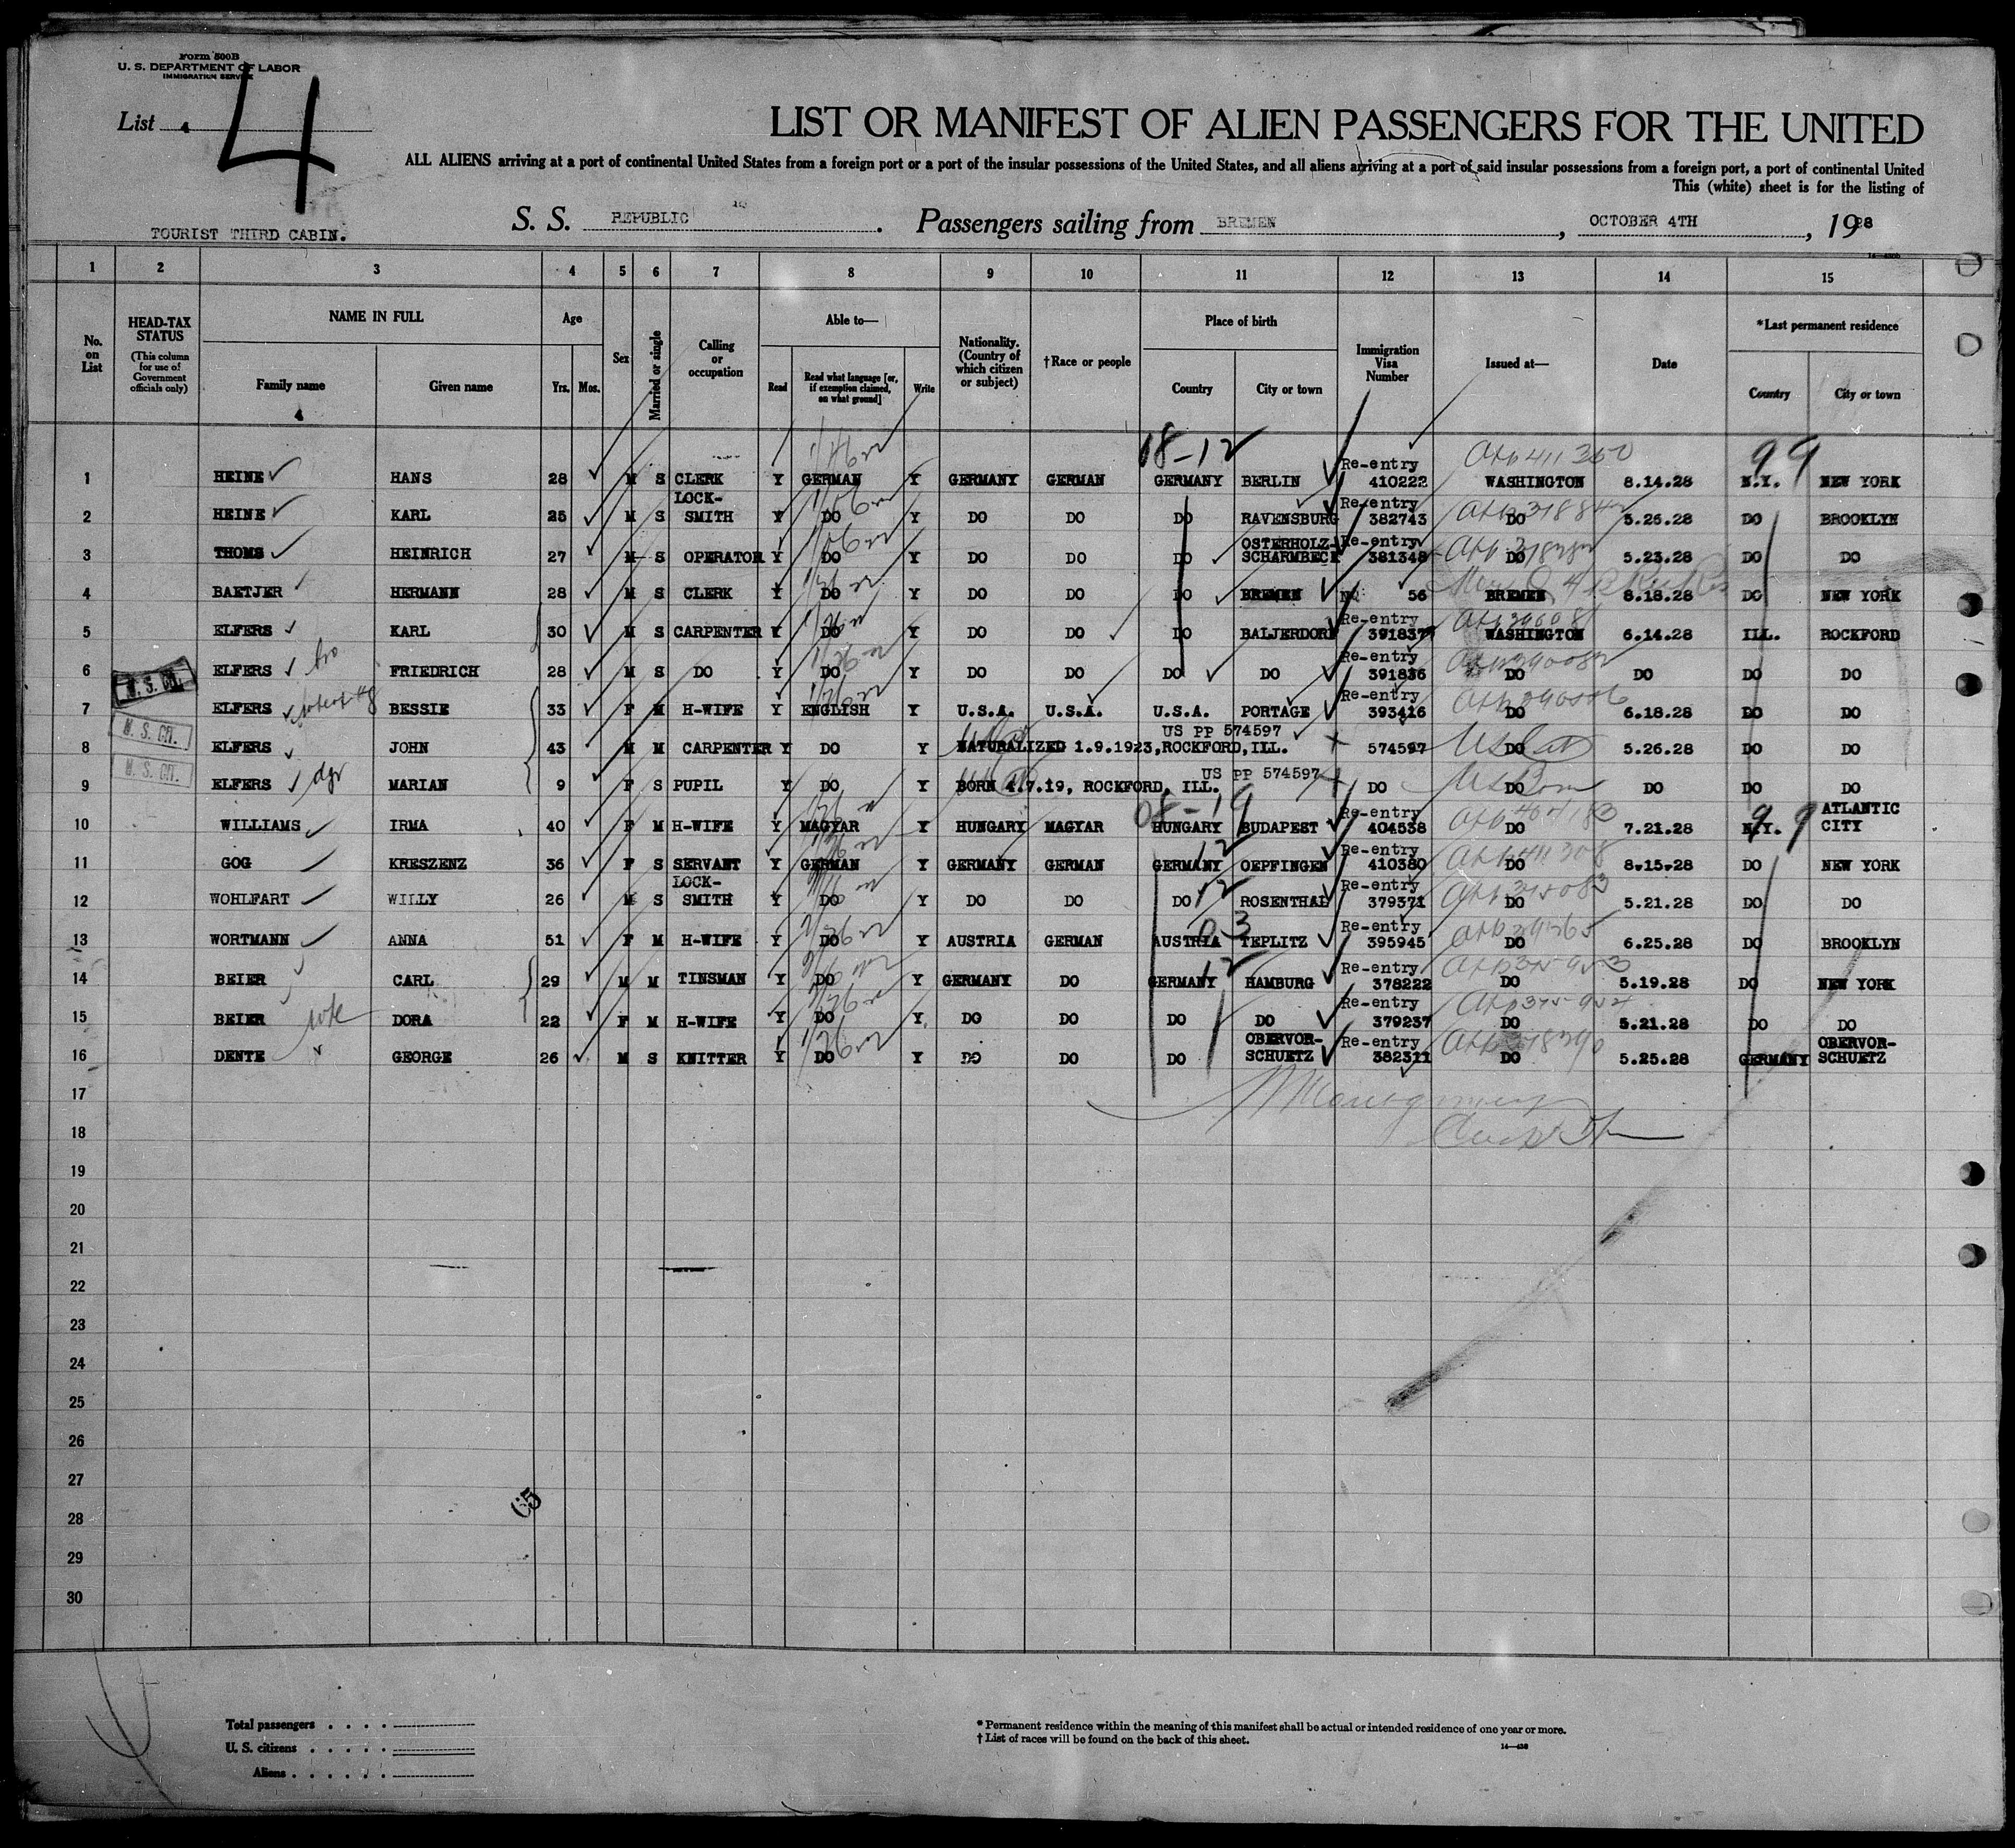 Form 500B
U. S. DEPARTMENT OF LABOR
IMMIGRATION SERVICE
List 4
4
LIST OR MANIFEST OF ALIEN PASSENGERS FOR THE UNITED
ALL ALIENS arriving at a port of continental United States from a foreign port or a port of the insular possessions of the United States, and all aliens arriving at a port of said insular possessions from a foreign port, a port of continental United
This (white) sheet is for the listing of
TOURIST THIRD CABIN. S. S. REPUBLIC. Passengers sailing from BREMEN, OCTOBER 4TH, 1928
1 2 3 4 5 6 7 8 9 10 11 12 13 14 15
No. on List
HEAD-TAX STATUS (This column for use of Government officials only)
NAME IN FULL Family name Given name
4
Age Yrs. Mos.
Sex
Married or single
Calling or occupation
Able to— Read Read what language [or, if exemption claimed, on what ground] Write
Nationality. (Country of which citizen or subject)
†Race or people
Place of birth Country City or town
Immigration Visa Number
Issued at—
Date
*Last permanent residence Country City or town
18-12 99
1 HEINE HANS 28 M S CLERK Y GERMAN Y GERMANY GERMAN GERMANY BERLIN Re-entry 410222 WASHINGTON 8.14.28 N.Y. NEW YORK
2 HEINE KARL 25 M S LOCK-SMITH Y DO Y DO DO DO RAVENSBURG Re-entry 382743 DO 5.26.28 DO BROOKLYN
3 THOMS HEINRICH 27 M S OPERATOR Y DO Y DO DO DO OSTERHOLZ-SCHARMBECK Re-entry 381348 DO 5.23.28 DO DO
4 BAETJER HERMANN 28 M S CLERK Y DO Y DO DO DO BREMEN 56 BREMEN 8.18.28 DO NEW YORK
5 ELFERS KARL 30 M S CARPENTER Y DO Y DO DO DO BALJERDORF Re-entry 391837 WASHINGTON 6.14.28 ILL. ROCKFORD
6 ELFERS bro FRIEDRICH 28 M S DO Y DO Y DO DO DO DO Re-entry 391836 DO DO DO DO
U. S. CIT.
7 ELFERS BESSIE 33 F M H-WIFE Y ENGLISH Y U.S.A. U.S.A. U.S.A. PORTAGE Re-entry 393416 DO 6.18.28 DO DO
U. S. CIT.
US PP 574597
8 ELFERS JOHN 43 M M CARPENTER Y DO Y NATURALIZED 1.9.1923, ROCKFORD, ILL. 574597 DO 5.26.28 DO DO
U. S. CIT.
US PP 574597
9 ELFERS dgr MARIAN 9 F S PUPIL Y DO Y BORN 4.7.19, ROCKFORD, ILL. DO DO DO DO DO
08-19 99
10 WILLIAMS IRMA 40 F M H-WIFE Y MAGYAR Y HUNGARY MAGYAR HUNGARY BUDAPEST Re-entry 404538 DO 7.21.28 N.Y. ATLANTIC CITY
11 GOG KRESZENZ 36 F S SERVANT Y GERMAN Y GERMANY GERMAN GERMANY OEPFINGEN Re-entry 410380 DO 8.15.28 DO NEW YORK
12 WOHLFART WILLY 26 M S LOCK-SMITH Y DO Y DO DO DO 12 ROSENTHAL Re-entry 379371 DO 5.21.28 DO DO
13 WORTMANN ANNA 51 F M H-WIFE Y DO Y AUSTRIA GERMAN AUSTRIA 03 TEPLITZ Re-entry 395945 DO 6.25.28 DO BROOKLYN
14 BEIER CARL 29 M M TINSMAN Y DO Y GERMANY DO GERMANY 12 HAMBURG Re-entry 378222 DO 5.19.28 DO NEW YORK
15 BEIER wfe DORA 22 F M H-WIFE Y DO Y DO DO DO DO Re-entry 379237 DO 5.21.28 DO DO
16 DENTE GEORGE 26 M S KNITTER Y DO Y DO DO DO OBERVOR-SCHUETZ Re-entry 382311 DO 5.25.28 GERMANY OBERVOR-SCHUETZ
17
18
19
20
21
22
23
24
25
26
27
28
29
30
65
Total passengers
U. S. citizens
Aliens
* Permanent residence within the meaning of this manifest shall be actual or intended residence of one year or more.
† List of races will be found on the back of this sheet.
14—438